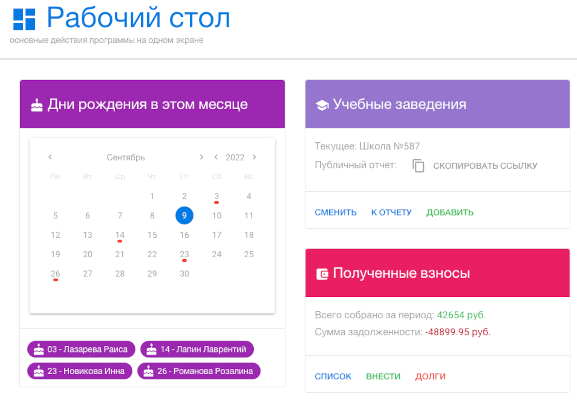 Рабочий стол
основные действия программы на одном экране
Дни рождения в этом месяце
Сентябрь 2022
Пн Вт Ср Чт Пт Сб Вс
1 2 3 4
5 6 7 8 9 10 11
12 13 14 15 16 17 18
19 20 21 22 23 24 25
26 27 28 29 30
03 - Лазарева Раиса
14 - Лапин Лаврентий
23 - Новикова Инна
26 - Романова Розалина
Учебные заведения
Текущее: Школа №587
Публичный отчет: СКОПИРОВАТЬ ССЫЛКУ
СМЕНИТЬ К ОТЧЕТУ ДОБАВИТЬ
Полученные взносы
Всего собрано за период: 42654 руб.
Сумма задолженности: -48899.95 руб.
СПИСОК ВНЕСТИ ДОЛГИ